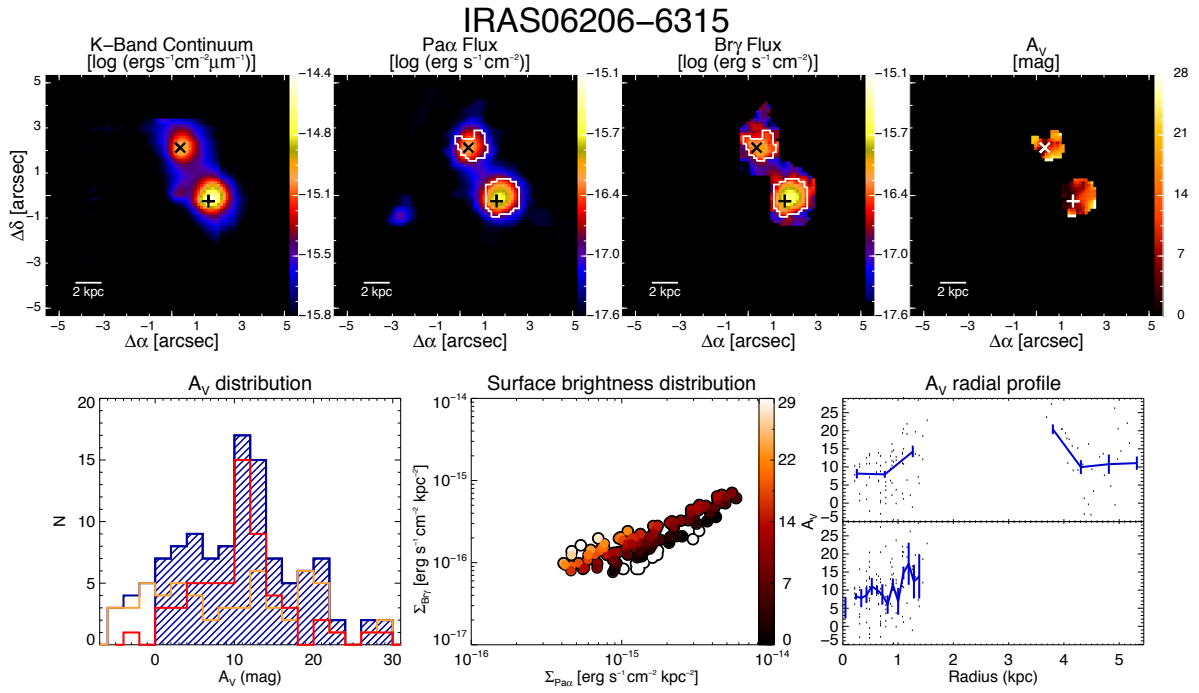 IRAS06206−6315
K-Band Continuum
[log (ergs⁻¹cm⁻²μm⁻¹)]
Paα Flux
[log (erg s⁻¹cm⁻²)]
Brγ Flux
[log (erg s⁻¹cm⁻²)]
A_V
[mag]
Δδ [arcsec]
5
3
1
−1
−3
−5
2 kpc
−5 −3 −1 1 3 5
Δα [arcsec]
−14.4
−14.8
−15.1
−15.5
−15.8
2 kpc
−5 −3 −1 1 3 5
Δα [arcsec]
−15.1
−15.7
−16.4
−17.0
−17.6
2 kpc
−5 −3 −1 1 3 5
Δα [arcsec]
−15.1
−15.7
−16.4
−17.0
−17.6
2 kpc
−5 −3 −1 1 3 5
Δα [arcsec]
28
21
14
7
0
A_V distribution
N
20
15
10
5
0
0 10 20 30
A_V (mag)
Surface brightness distribution
Σ_Brγ [erg s⁻¹ cm⁻² kpc⁻²]
10⁻¹⁴
10⁻¹⁵
10⁻¹⁶
10⁻¹⁷
10⁻¹⁶ 10⁻¹⁵ 10⁻¹⁴
Σ_Paα [erg s⁻¹ cm⁻² kpc⁻²]
29
22
14
7
0
A_V radial profile
A_V
25
20
15
10
5
0
−5
25
20
15
10
5
0
−5
0 1 2 3 4 5
Radius (kpc)